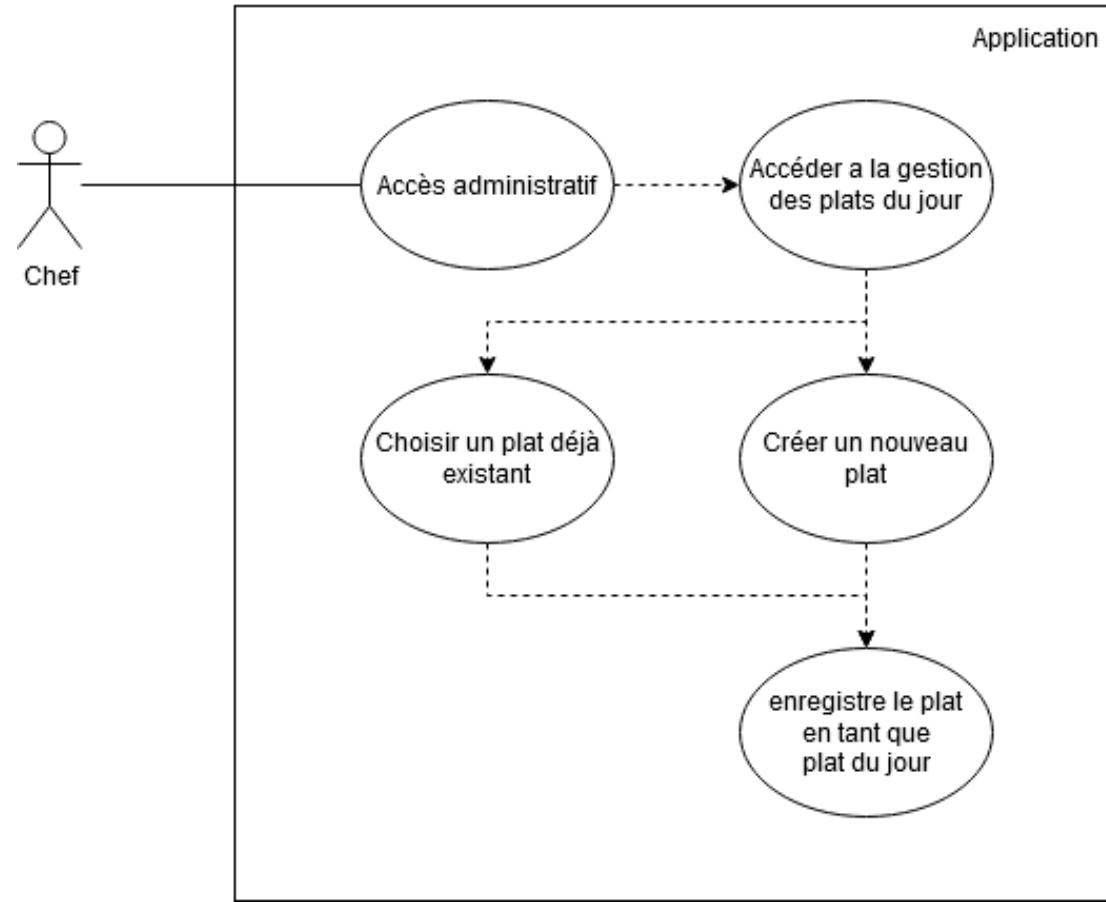 Application
Chef
Accès administratif
Accéder a la gestion
des plats du jour
Choisir un plat déjà
existant
Créer un nouveau
plat
enregistre le plat
en tant que
plat du jour